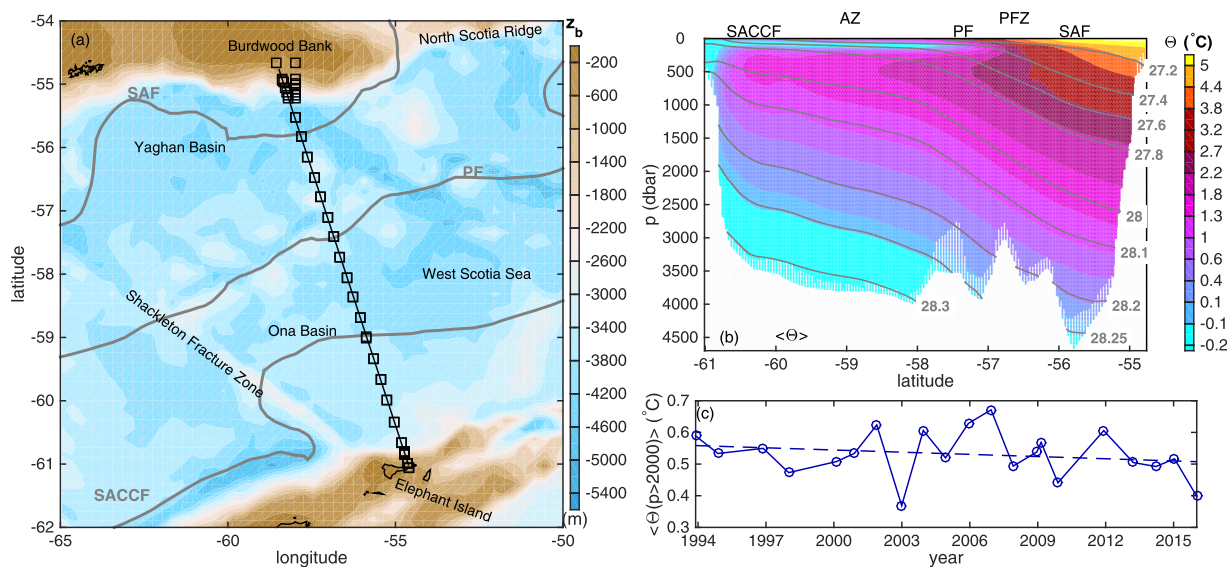 (a)
Burdwood Bank
North Scotia Ridge
SAF
Yaghan Basin
PF
West Scotia Sea
Ona Basin
Shackleton Fracture Zone
SACCF
Elephant Island
-54
-55
-56
-57
-58
-59
-60
-61
-62
latitude
-65
-60
-55
-50
longitude
z_b
-200
-600
-1000
-1400
-2000
-2400
-3000
-3400
-3800
-4200
-4600
-5000
-5400
(m)
SACCF
AZ
PF
PFZ
SAF
0
500
1000
1500
2000
2500
3000
3500
4000
4500
p (dbar)
27.2
27.4
27.6
27.8
28
28.1
28.2
28.25
28.3
(b)
<Θ>
-61
-60
-59
-58
-57
-56
-55
latitude
Θ (°C)
5
4.4
3.8
3.2
2.7
2.2
1.6
1
0.6
0.4
0.1
-0.1
-0.2
(c)
0.7
0.6
0.5
0.4
0.3
<Θ(p>2000)> (°C)
1994
1997
2000
2003
2006
2009
2012
2015
year